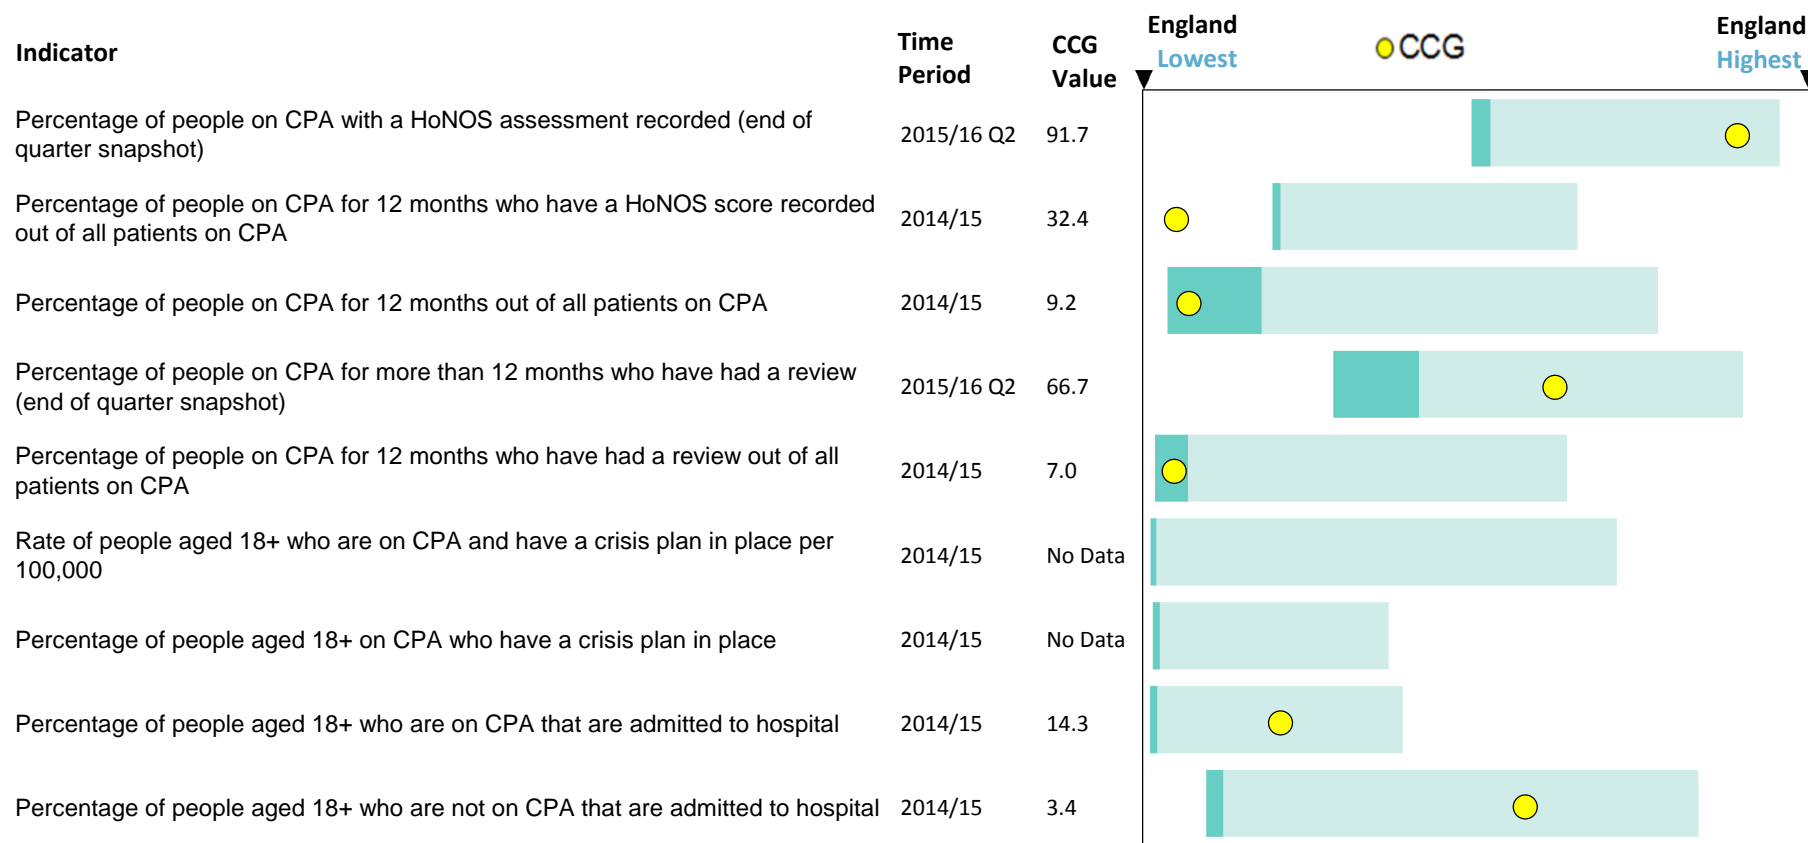 Indicator
Time Period
CCG Value
England Lowest
CCG
England Highest
Percentage of people on CPA with a HoNOS assessment recorded (end of
quarter snapshot)
2015/16 Q2
91.7
Percentage of people on CPA for 12 months who have a HoNOS score recorded
out of all patients on CPA
2014/15
32.4
Percentage of people on CPA for 12 months out of all patients on CPA
2014/15
9.2
Percentage of people on CPA for more than 12 months who have had a review
(end of quarter snapshot)
2015/16 Q2
66.7
Percentage of people on CPA for 12 months who have had a review out of all
patients on CPA
2014/15
7.0
Rate of people aged 18+ who are on CPA and have a crisis plan in place per
100,000
2014/15
No Data
Percentage of people aged 18+ on CPA who have a crisis plan in place
2014/15
No Data
Percentage of people aged 18+ who are on CPA that are admitted to hospital
2014/15
14.3
Percentage of people aged 18+ who are not on CPA that are admitted to hospital
2014/15
3.4